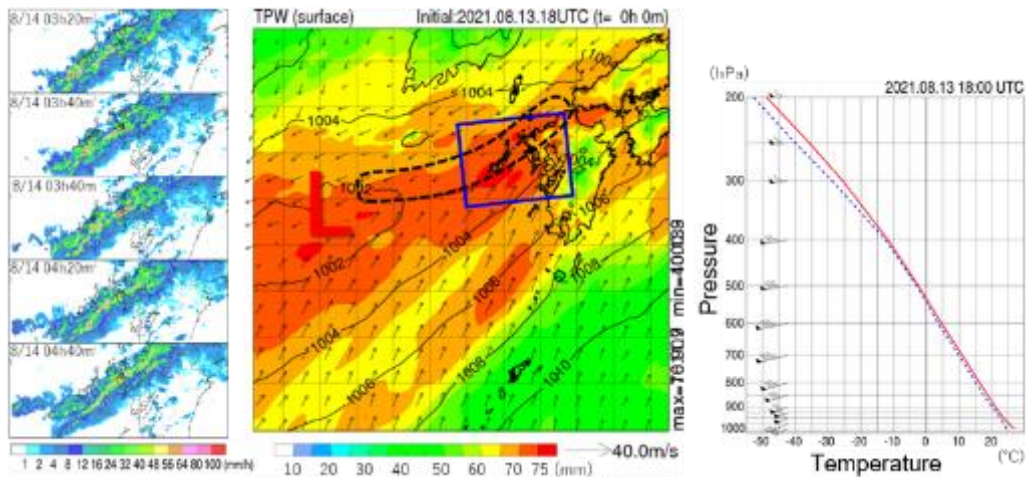 8/14 03h20m
8/14 03h40m
8/14 03h40m
8/14 04h20m
8/14 04h40m
1 2 4 8 12 16 24 32 40 48 56 64 80 100 (mm/h)
TPW (surface) Initial:2021.08.13.18UTC (t= 0h 0m)
1004
1004
1004
1002
L
1002
1004
1006
1004
1006
1008
1006
1008
1010
10 20 30 40 50 60 70 75 (mm)
40.0m/s
(hPa)
2021.08.13 18:00 UTC
200
300
400
500
600
700
800
900
1000
Pressure
-50 -40 -30 -20 -10 0 10 20 (°C)
Temperature